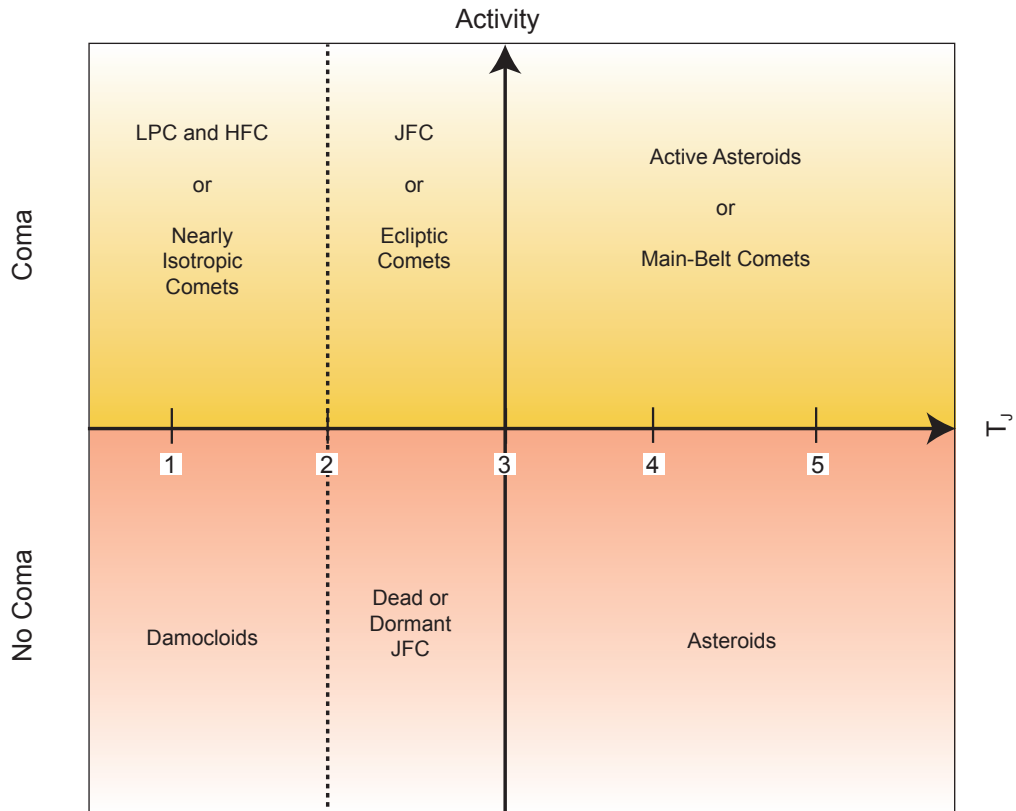 Activity
Coma
LPC and HFC
or
Nearly
Isotropic
Comets
JFC
or
Ecliptic
Comets
Active Asteroids
or
Main-Belt Comets
1
2
3
4
5
T_J
No Coma
Damocloids
Dead or
Dormant
JFC
Asteroids